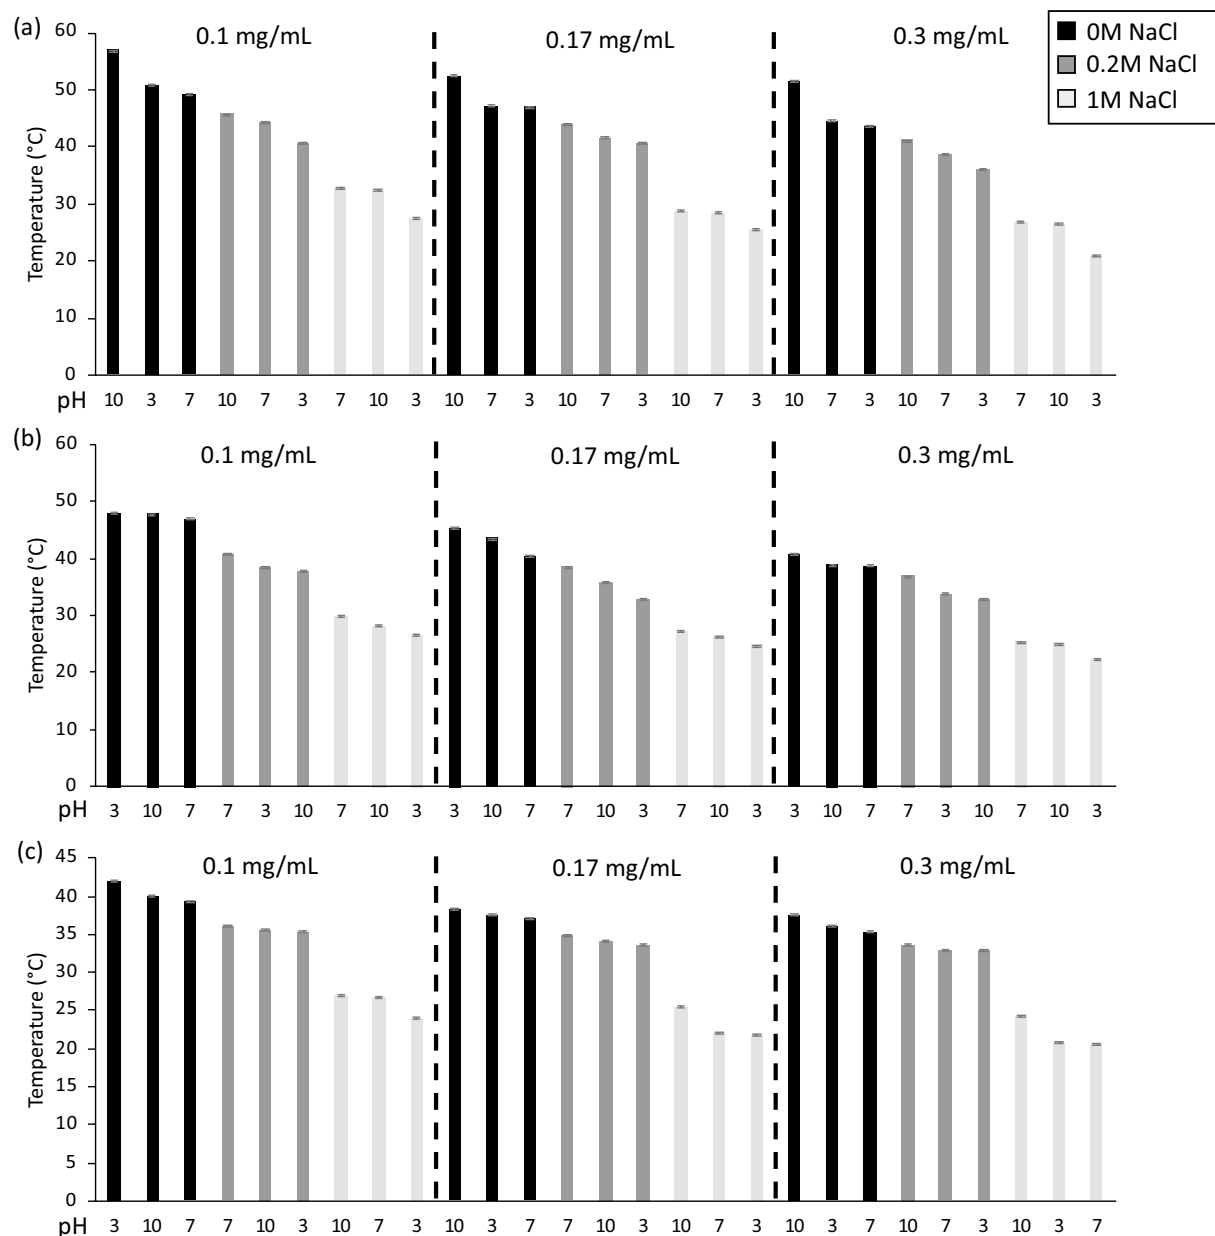 (a)
0.1 mg/mL
0.17 mg/mL
0.3 mg/mL
0M NaCl
0.2M NaCl
1M NaCl
Temperature (°C)
60
50
40
30
20
10
0
pH 10 3 7 10 7 3 7 10 3 10 7 3 10 7 3 10 7 3 10 7 3 10 7 3 7 10 3
(b)
0.1 mg/mL
0.17 mg/mL
0.3 mg/mL
Temperature (°C)
60
50
40
30
20
10
0
pH 3 10 7 7 3 10 7 10 3 3 10 7 7 10 3 7 10 3 3 10 7 7 3 10 7 10 3
(c)
0.1 mg/mL
0.17 mg/mL
0.3 mg/mL
Temperature (°C)
45
40
35
30
25
20
15
10
5
0
pH 3 10 7 7 10 3 10 7 3 10 3 7 7 10 3 10 7 3 10 3 7 10 7 3 10 3 7